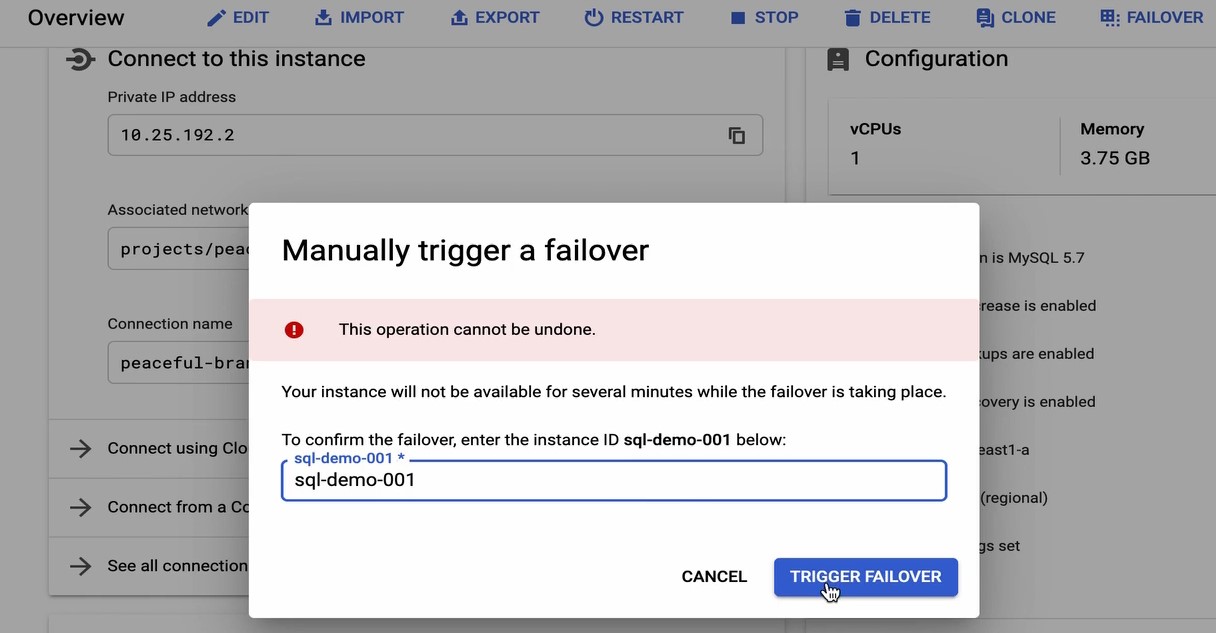 Overview EDIT IMPORT EXPORT RESTART STOP DELETE CLONE FAILOVER
Connect to this instance
Private IP address
10.25.192.2
Associated network
projects/pea
Connection name
peaceful-bra
Connect using Clo
Connect from a
See all connection
Configuration
vCPUs Memory
1 3.75 GB
n is MySQL 5.7
rease is enabled
kups are enabled
overy is enabled
east1-a
(regional)
gs set
Manually trigger a failover
This operation cannot be undone.
Your instance will not be available for several minutes while the failover is taking place.
To confirm the failover, enter the instance ID sql-demo-001 below:
sql-demo-001 *
sql-demo-001
CANCEL TRIGGER FAILOVER